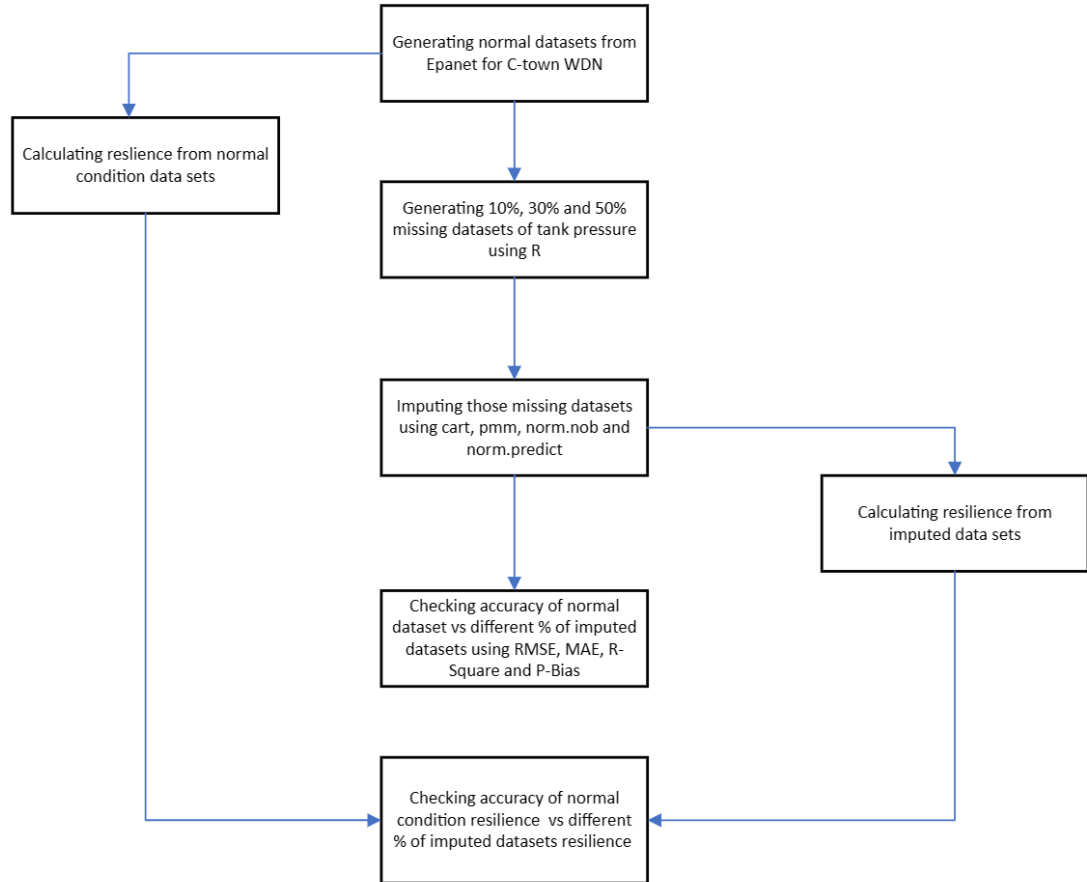 Generating normal datasets from
Epanet for C-town WDN
Calculating reslience from normal
condition data sets
Generating 10%, 30% and 50%
missing datasets of tank pressure
using R
Imputing those missing datasets
using cart, pmm, norm.nob and
norm.predict
Calculating resilience from
imputed data sets
Checking accuracy of normal
dataset vs different % of imputed
datasets using RMSE, MAE, R-
Square and P-Bias
Checking accuracy of normal
condition resilience  vs different
% of imputed datasets resilience